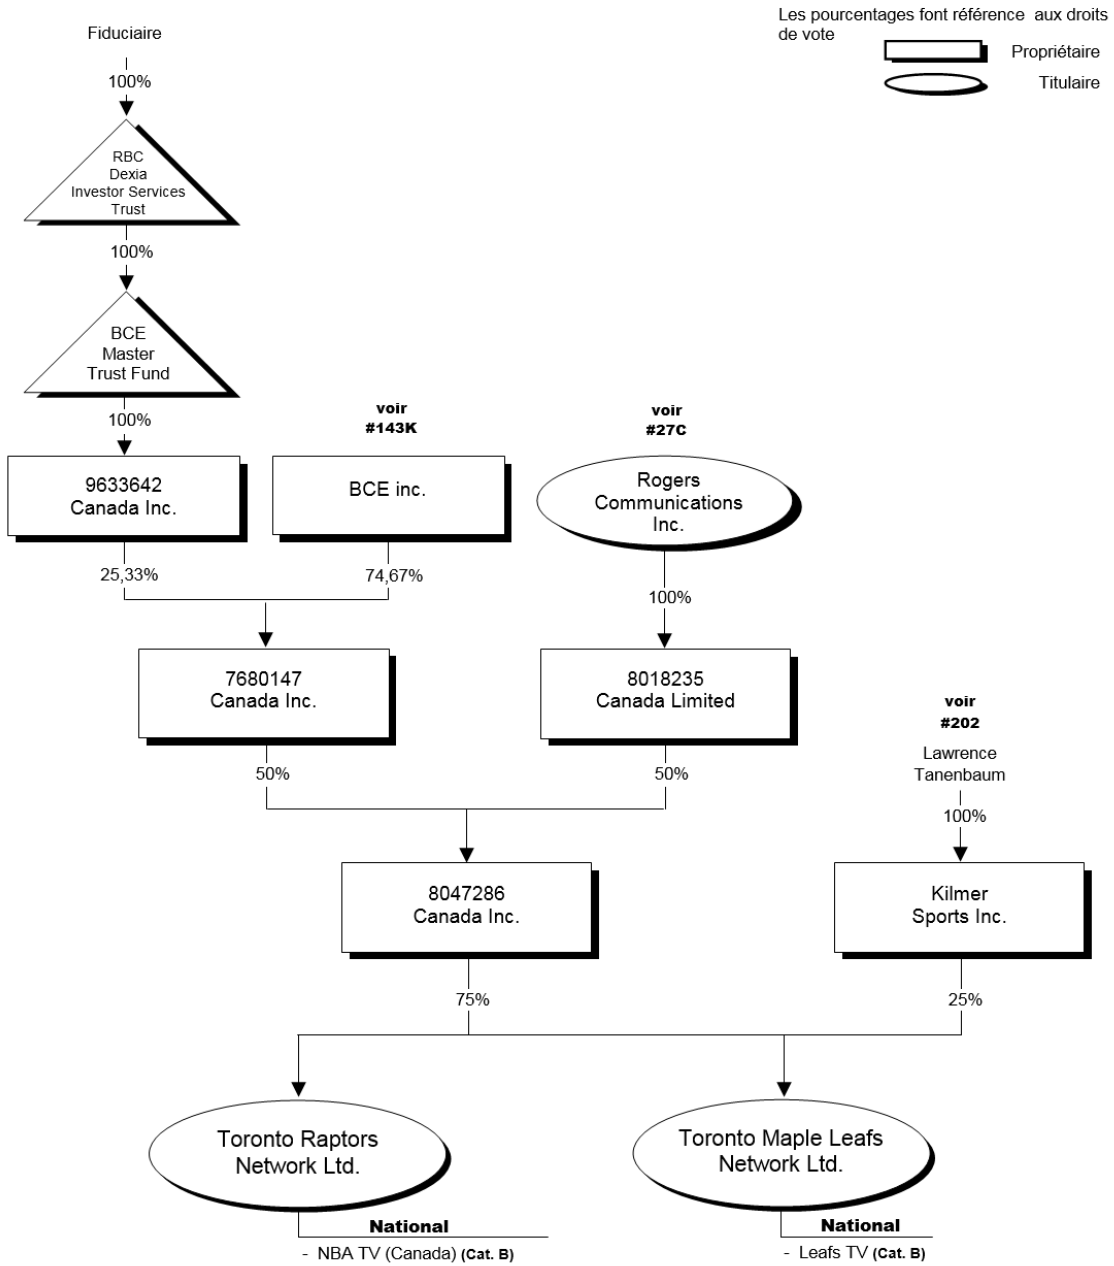 Les pourcentages font référence aux droits
de vote
Propriétaire
Titulaire
Fiduciaire
100%
RBC
Dexia
Investor Services
Trust
100%
BCE
Master
Trust Fund
100%
voir
#143K
voir
#27C
9633642
Canada Inc.
BCE inc.
Rogers
Communications
Inc.
25,33%
74,67%
100%
7680147
Canada Inc.
8018235
Canada Limited
voir
#202
Lawrence
Tanenbaum
50%
50%
100%
8047286
Canada Inc.
Kilmer
Sports Inc.
75%
25%
Toronto Raptors
Network Ltd.
Toronto Maple Leafs
Network Ltd.
National
- NBA TV (Canada) (Cat. B)
National
- Leafs TV (Cat. B)